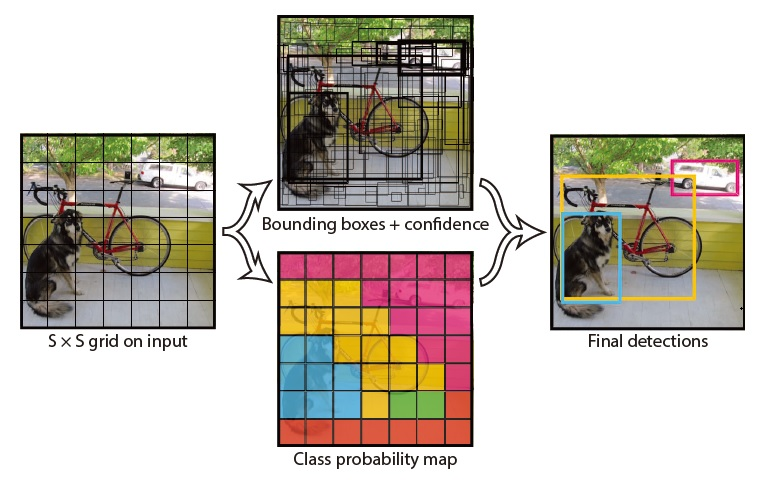 S × S grid on input
Bounding boxes + confidence
Class probability map
Final detections